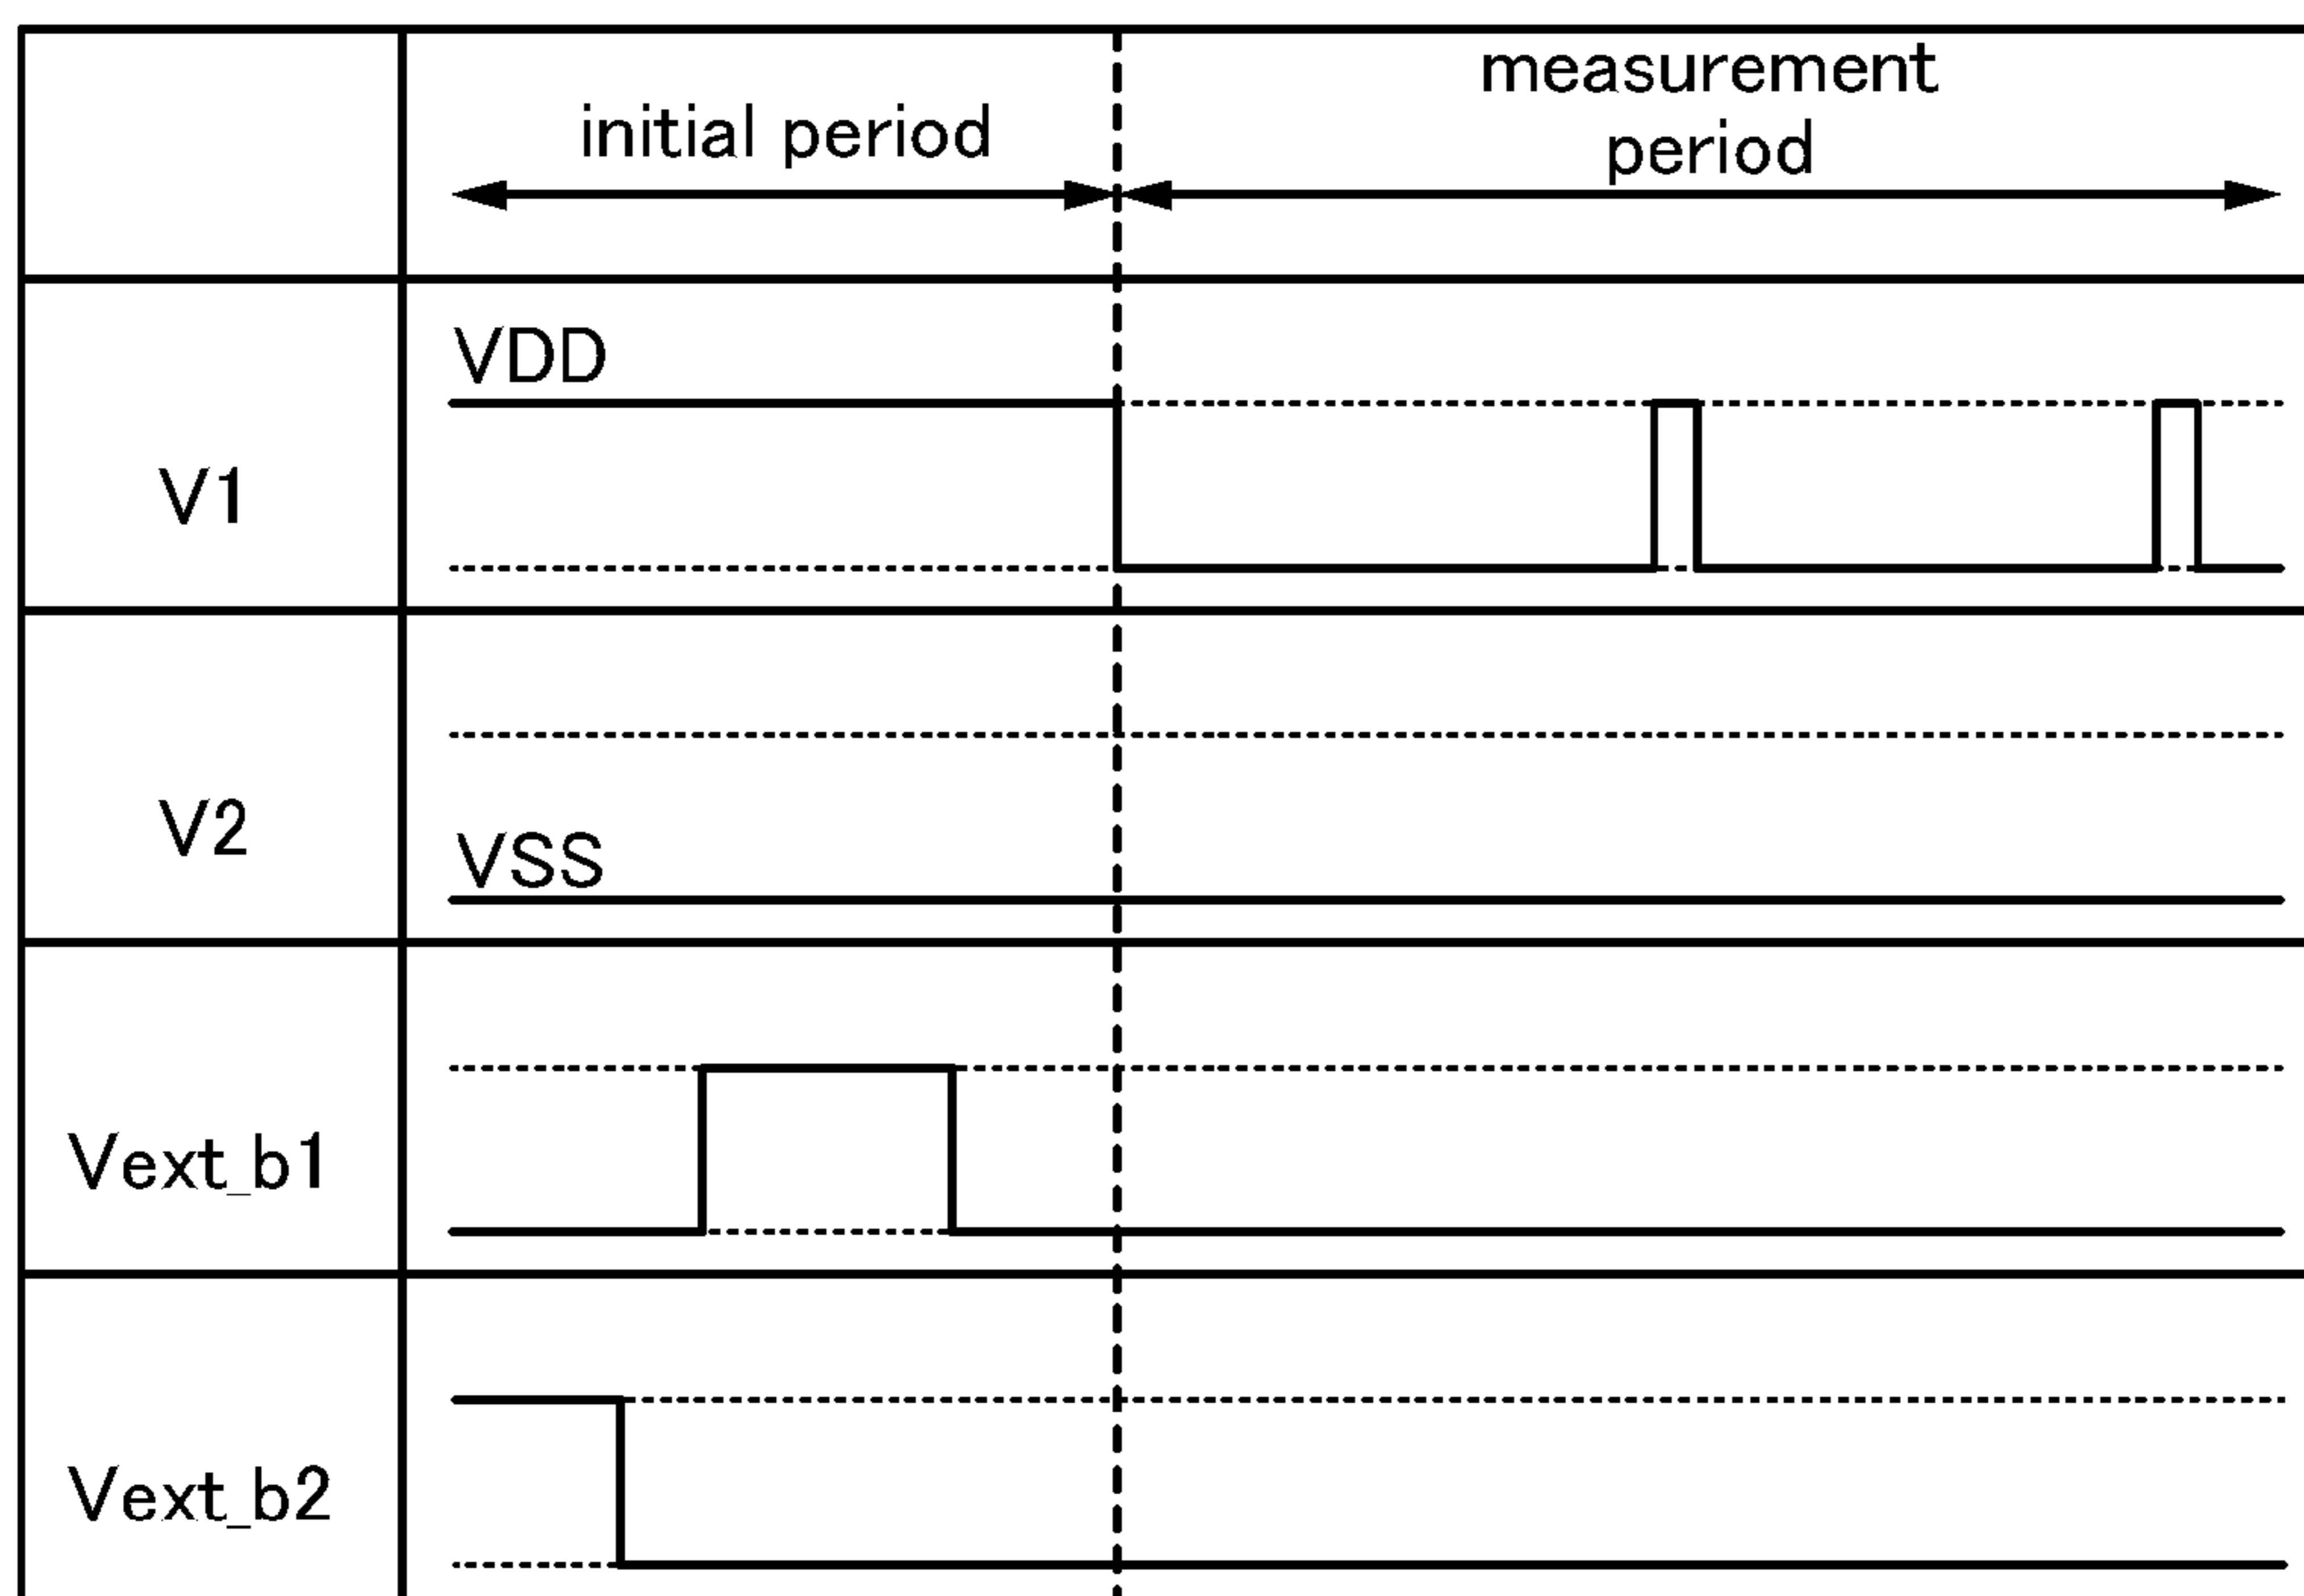 initial period
measurement
period
VDD
V1
V2
VSS
Vext_b1
Vext_b2